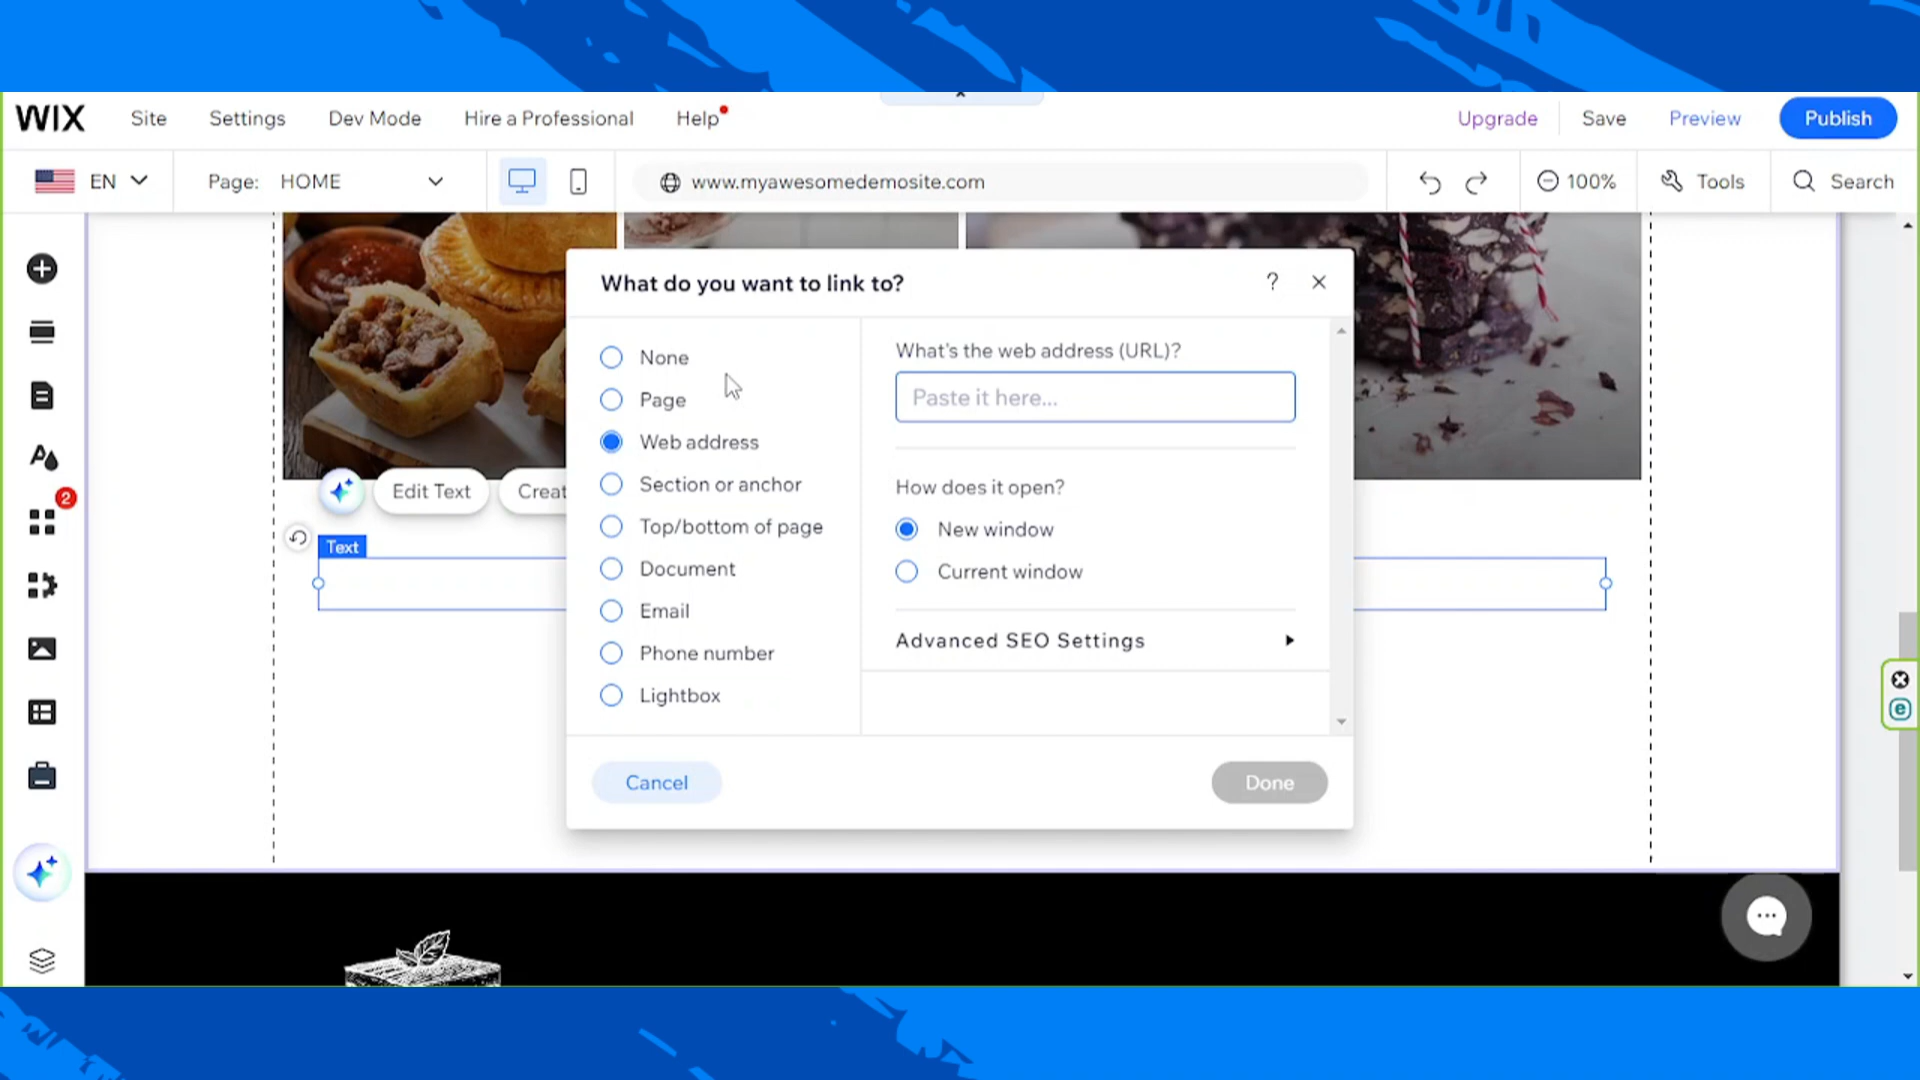 WIX Site Settings Dev Mode Hire a Professional Help Upgrade Save Preview Publish
EN Page: HOME www.myawesomedemosite.com 100% Tools Search
What do you want to link to? ?
None
Page
Web address
Section or anchor
Top/bottom of page
Document
Email
Phone number
Lightbox
What's the web address (URL)?
Paste it here...
How does it open?
New window
Current window
Advanced SEO Settings
Cancel Done
2
Edit Text Creat
Text
e